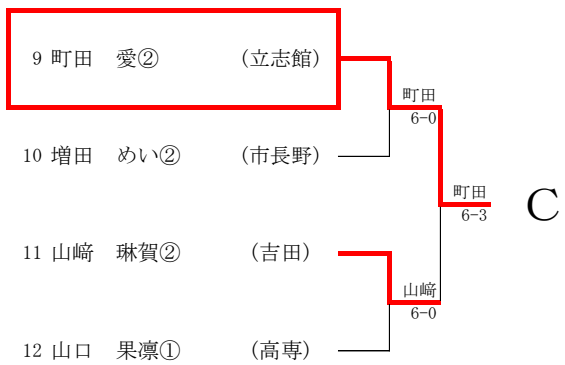 9 町田 愛② (立志館)
町田
6-0
10 増田 めい② (市長野)
町田
6-3
C
11 山﨑 琳賀② (吉田)
山﨑
6-0
12 山口 果凛① (高専)